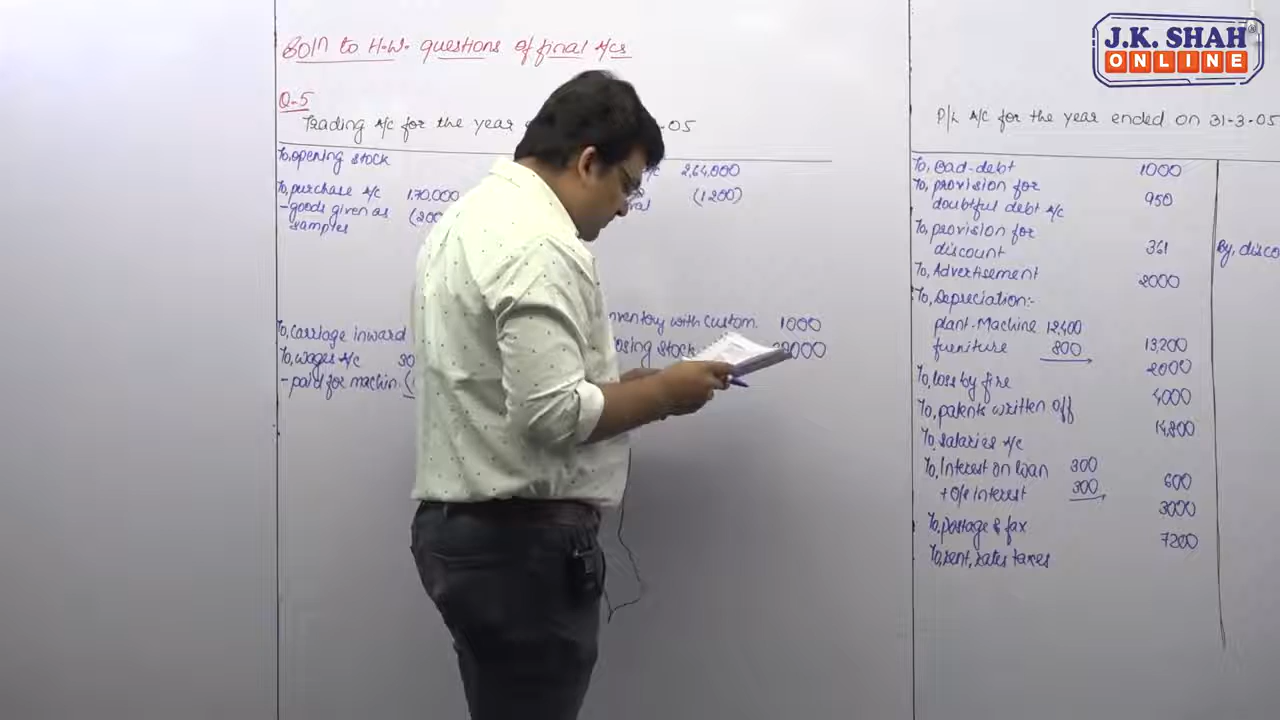 J.K. SHAH
ONLINE
Soln to H.W. questions of final A/cs
Q-5
Trading A/c for the year
-05
To, opening stock
2,64,000
To, purchase A/c 1,70,000
(1200)
- goods given as
samples
To, carriage inward
Inventory with custom. 1000
To, wages A/c
closing stock
- paid for machin.
P/L A/c for the year ended on 31-3-05
To, Bad-debt 1000
To, provision for
doubtful debt A/c 950
To, provision for
discount 361
By, disco
To, Advertisement 2000
To, Depreciation:-
plant-Machine 12,400
furniture 800 13,200
To, loss by fire 2000
To, patents written off 4000
To, salaries A/c 14,800
To, Interest on loan 300
+ O/s interest 300 600
To, postage & fax 3000
To, rent, rates taxes 7200